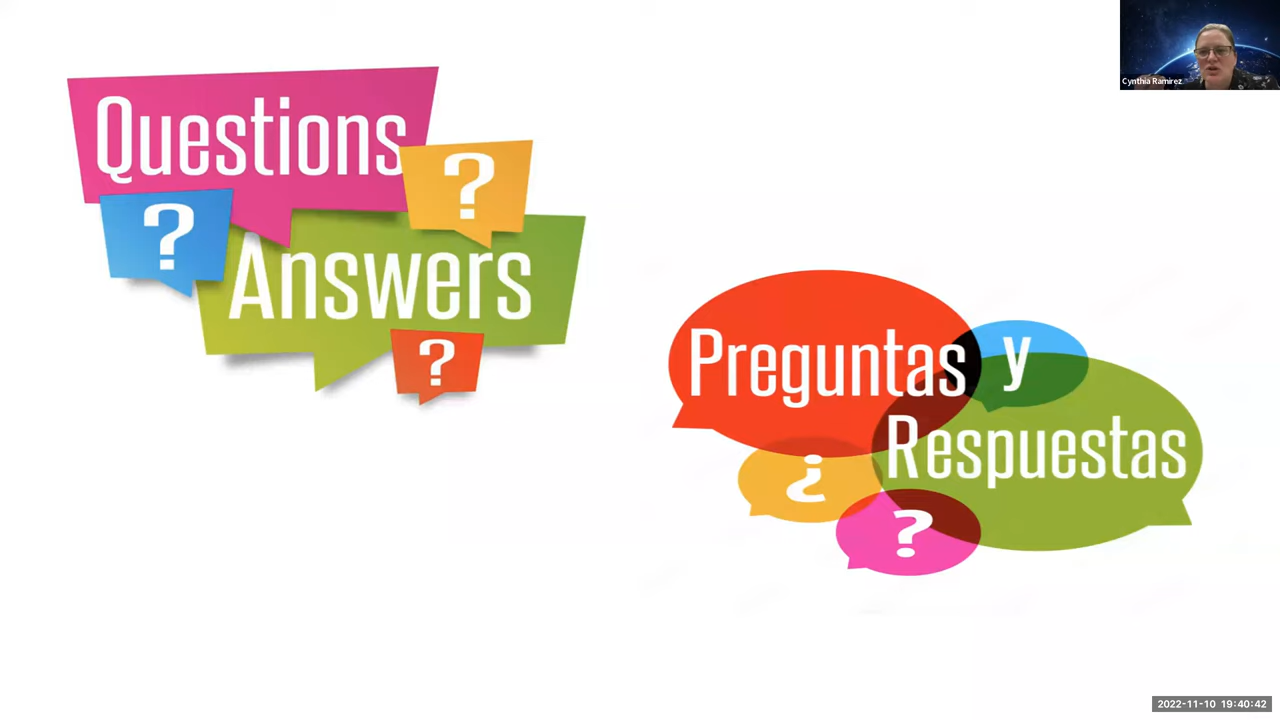 Questions
?
?
Answers
?
Cynthia Ramirez
Preguntas y
Respuestas
¿
?
2022-11-10 19:40:42